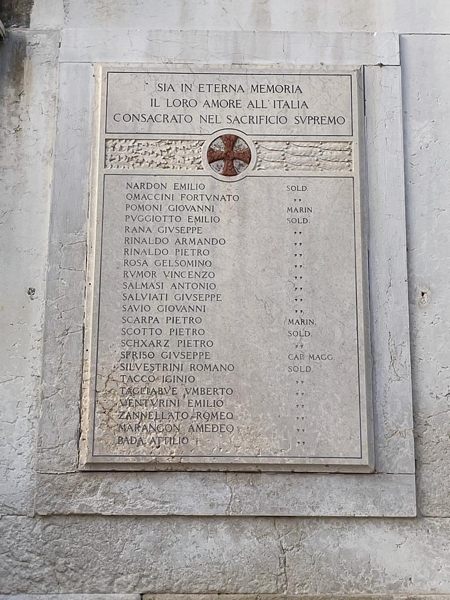 SIA IN ETERNA MEMORIA
IL LORO AMORE ALL'ITALIA
CONSACRATO NEL SACRIFICIO SVPREMO
NARDON EMILIO SOLD.
OMACCINI FORTVNATO ,,
POMONI GIOVANNI MARIN.
PVGGIOTTO EMILIO SOLD.
RANA GIVSEPPE ,,
RINALDO ARMANDO ,,
RINALDO PIETRO ,,
ROSA GELSOMINO ,,
RVMOR VINCENZO ,,
SALMASI ANTONIO ,,
SALVIATI GIVSEPPE ,,
SAVIO GIOVANNI ,,
SCARPA PIETRO MARIN.
SCOTTO PIETRO SOLD.
SCHXARZ PIETRO ,,
SPRISO GIVSEPPE CAP. MAGG.
SILVESTRINI ROMANO SOLD.
TACCO IGINIO ,,
TAGLIABVE VMBERTO ,,
VENTVRINI EMILIO ,,
ZANNELLATO ROMEO ,,
MARANGON AMEDEO ,,
BADA ATTILIO ,,